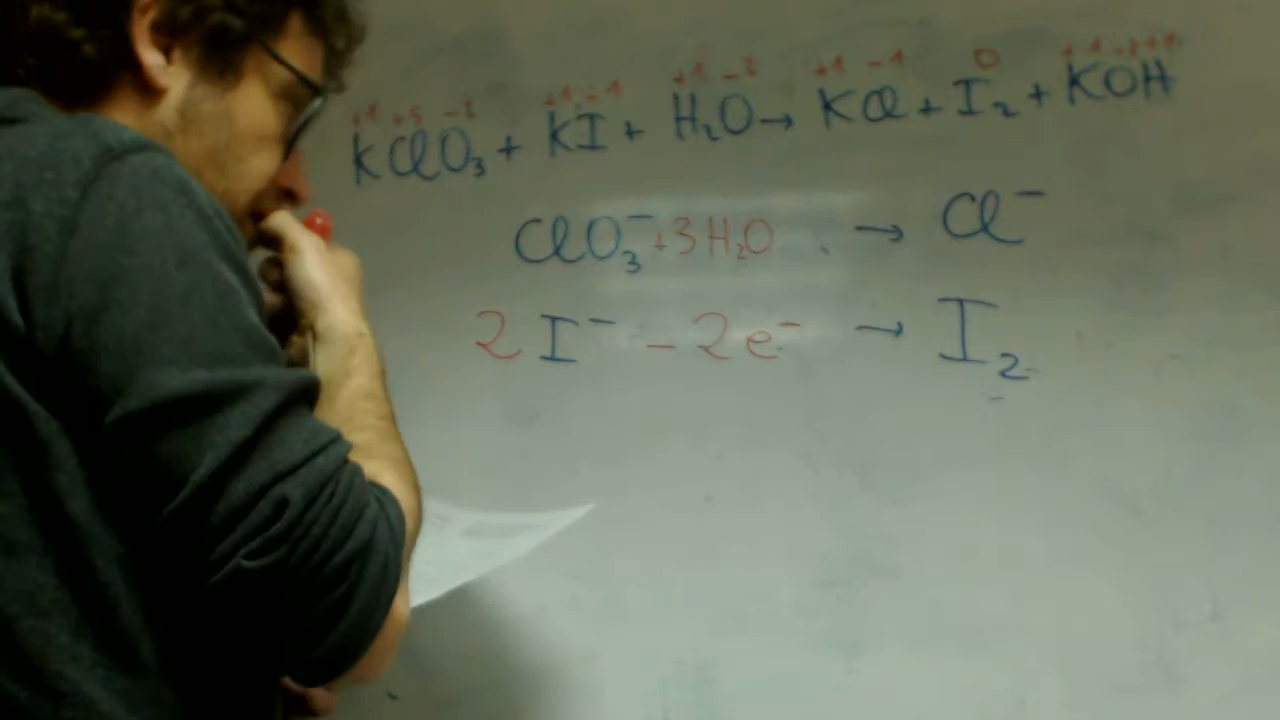 +1 +5 -2 +1 -1 +1 -2 +1 -1 0 +1 -2 +1
KClO₃ + KI + H₂O → KCl + I₂ + KOH
ClO₃⁻ + 3H₂O → Cl⁻
2I⁻ - 2e⁻ → I₂